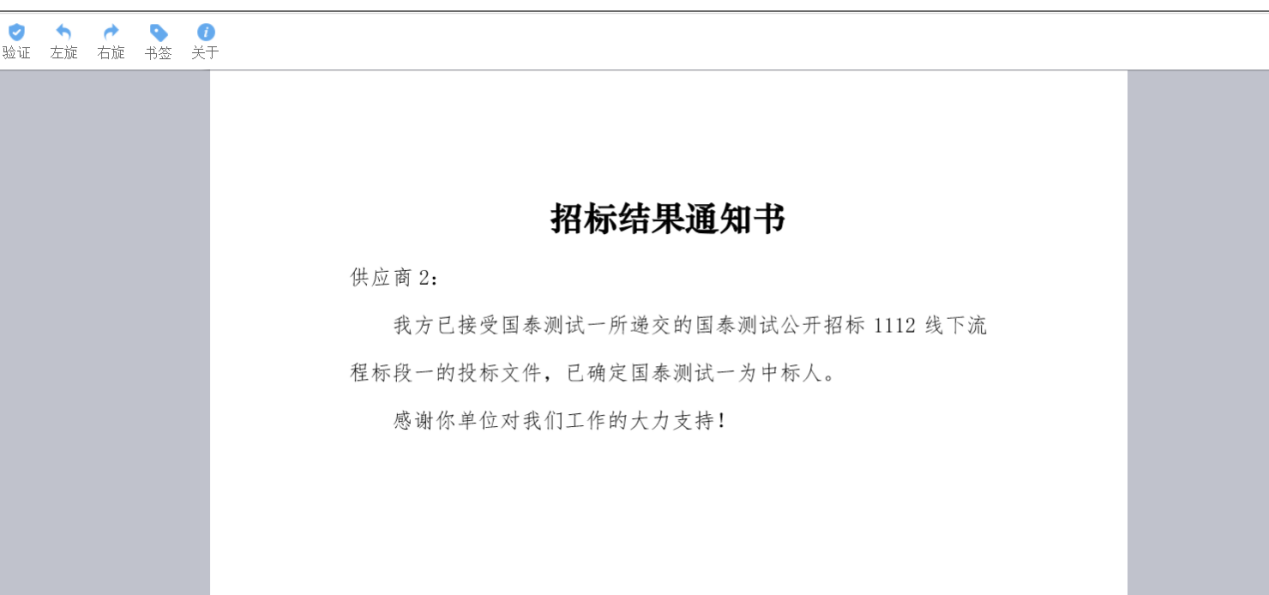 验证 左旋 右旋 书签 关于
招标结果通知书
供应商 2：
我方已接受国泰测试一所递交的国泰测试公开招标 1112 线下流
程标段一的投标文件，已确定国泰测试一为中标人。
感谢你单位对我们工作的大力支持！